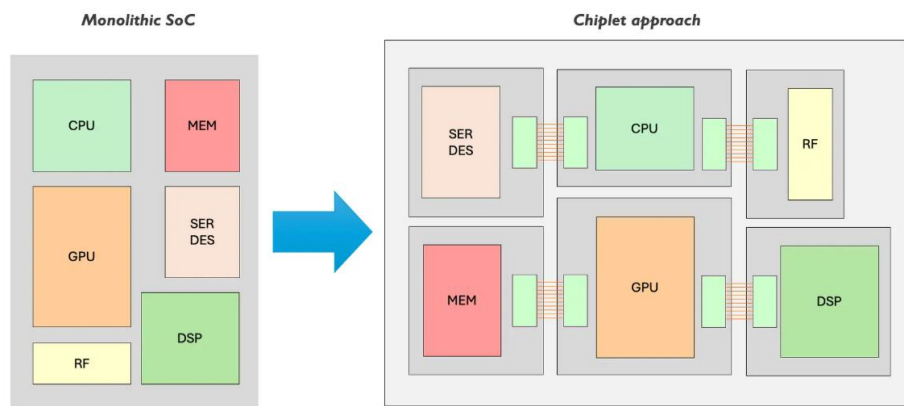 Monolithic SoC
CPU
MEM
GPU
SER
DES
DSP
RF
Chiplet approach
SER
DES
CPU
RF
MEM
GPU
DSP